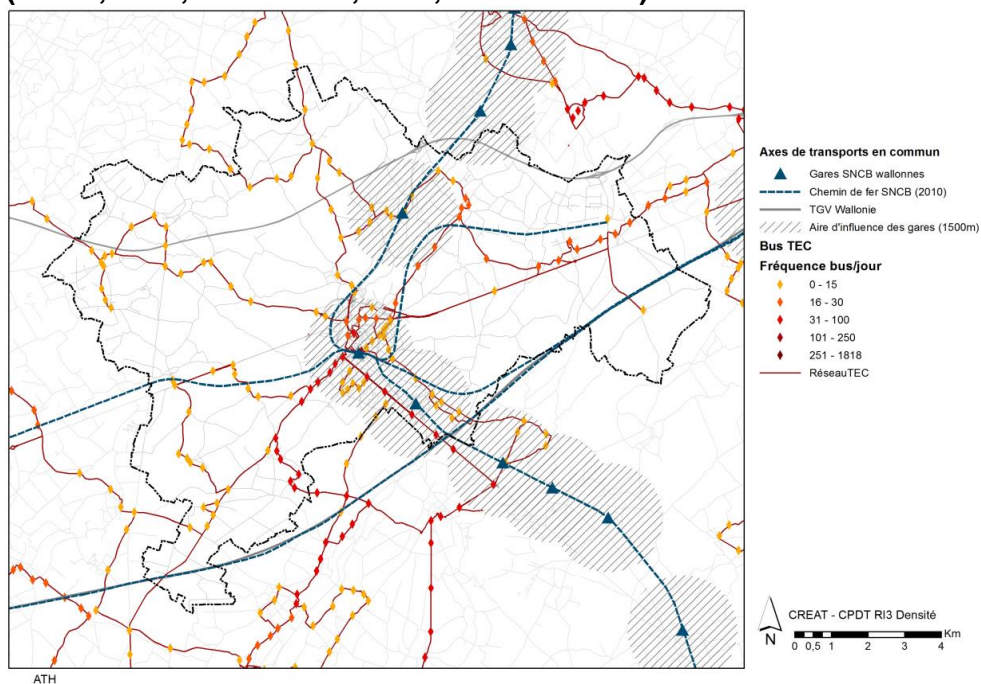 Axes de transports en commun
Gares SNCB wallonnes
Chemin de fer SNCB (2010)
TGV Wallonie
Aire d'influence des gares (1500m)
Bus TEC
Fréquence bus/jour
0 - 15
16 - 30
31 - 100
101 - 250
251 - 1818
RéseauTEC
CREAT - CPDT RI3 Densité
N
0 0,5 1 2 3 4 Km
ATH